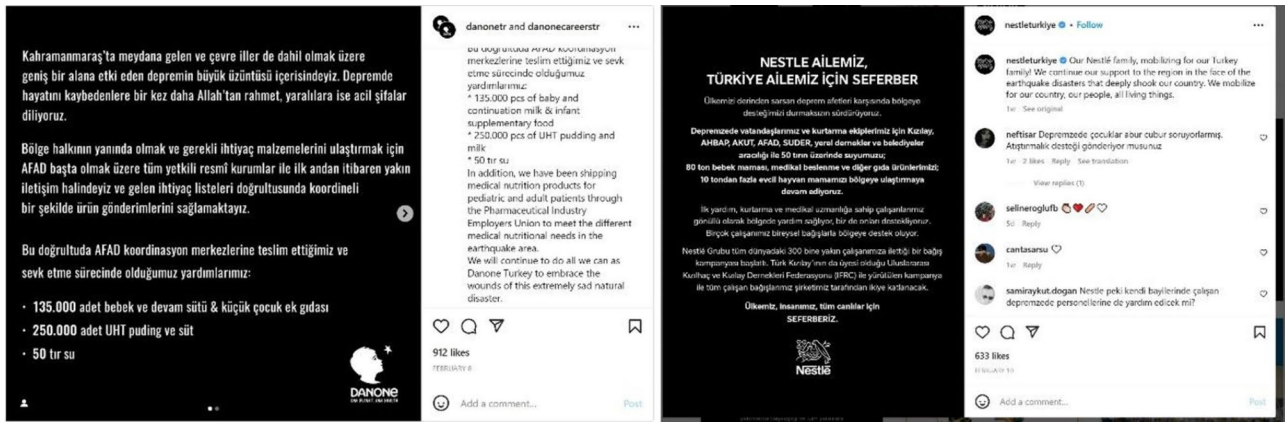 Kahramanmaraş'ta meydana gelen ve çevre iller de dahil olmak üzere
geniş bir alana etki eden depremin büyük üzüntüsü içerisindeyiz. Depremde
hayatını kaybedenlere bir kez daha Allah'tan rahmet, yaralılara ise acil şifalar
diliyoruz.
Bölge halkının yanında olmak ve gerekli ihtiyaç malzemelerini ulaştırmak için
AFAD başta olmak üzere tüm yetkili resmî kurumlar ile ilk andan itibaren yakın
iletişim halindeyiz ve gelen ihtiyaç listeleri doğrultusunda koordineli
bir şekilde ürün gönderimlerini sağlamaktayız.
Bu doğrultuda AFAD koordinasyon merkezlerine teslim ettiğimiz ve
sevk etme sürecinde olduğumuz yardımlarımız:
• 135.000 adet bebek ve devam sütü & küçük çocuk ek gıdası
• 250.000 adet UHT puding ve süt
• 50 tır su
DANONE
ONE PLANET. ONE HEALTH
danonetr and danonecareerstr
Bu doğrultuda AFAD koordinasyon
merkezlerine teslim ettiğimiz ve sevk
etme sürecinde olduğumuz
yardımlarımız:
* 135.000 pcs of baby and
continuation milk & infant
supplementary food
* 250.000 pcs of UHT pudding and
milk
* 50 tır su
In addition, we have been shipping
medical nutrition products for
pediatric and adult patients through
the Pharmaceutical Industry
Employers Union to meet the different
medical nutritional needs in the
earthquake area.
We will continue to do all we can as
Danone Turkey to embrace the
wounds of this extremely sad natural
disaster.
912 likes
FEBRUARY 8
Add a comment...
Post
NESTLE AİLEMİZ,
TÜRKİYE AİLEMİZ İÇİN SEFERBER
Ülkemizi derinden sarsan deprem afetleri karşısında bölgeye
desteğimizi durmaksızın sürdürüyoruz.
Depremzede vatandaşlarımız ve kurtarma ekiplerimiz için Kızılay,
AHBAP, AKUT, AFAD, SUDER, yerel dernekler ve belediyeler
aracılığı ile 50 tırın üzerinde suyumuzu;
80 ton bebek maması, medikal beslenme ve diğer gıda ürünlerimizi;
10 tondan fazla evcil hayvan mamamızı bölgeye ulaştırmaya
devam ediyoruz.
İlk yardım, kurtarma ve medikal uzmanlığa sahip çalışanlarımız
gönüllü olarak bölgede yardım sağlıyor, biz de onları destekliyoruz.
Birçok çalışanımız bireysel bağışlarla bölgeye destek oluyor.
Nestlé Grubu tüm dünyadaki 300 bine yakın çalışanımıza ilettiği bir bağış
kampanyası başlattı. Türk Kızılay'ın da üyesi olduğu Uluslararası
Kızılhaç ve Kızılay Dernekleri Federasyonu (IFRC) ile yürütülen kampanya
ile tüm çalışan bağışlarımız şirketimiz tarafından ikiye katlanacak.
Ülkemiz, insanımız, tüm canlılar için
SEFERBERİZ.
Nestlé
nestleturkiye • Follow
nestleturkiye Our Nestlé family, mobilizing for our Turkey
family! We continue our support to the region in the face of the
earthquake disasters that deeply shook our country. We mobilize
for our country, our people, all living things.
1w See original
neftisar Depremzede çocuklar abur cubur soruyorlarmış.
Atıştırmalık desteği gönderiyor musunuz
1w 2 likes Reply See translation
View replies (1)
selineroglufb 👏🏻❤️🩹🤍
5d Reply
cantasarsu 🤍
1w Reply
samiraykut.dogan Nestle peki kendi bayilerinde çalışan
depremzede personellerine de yardım edicek mi?
633 likes
FEBRUARY
Add a comment...
Post